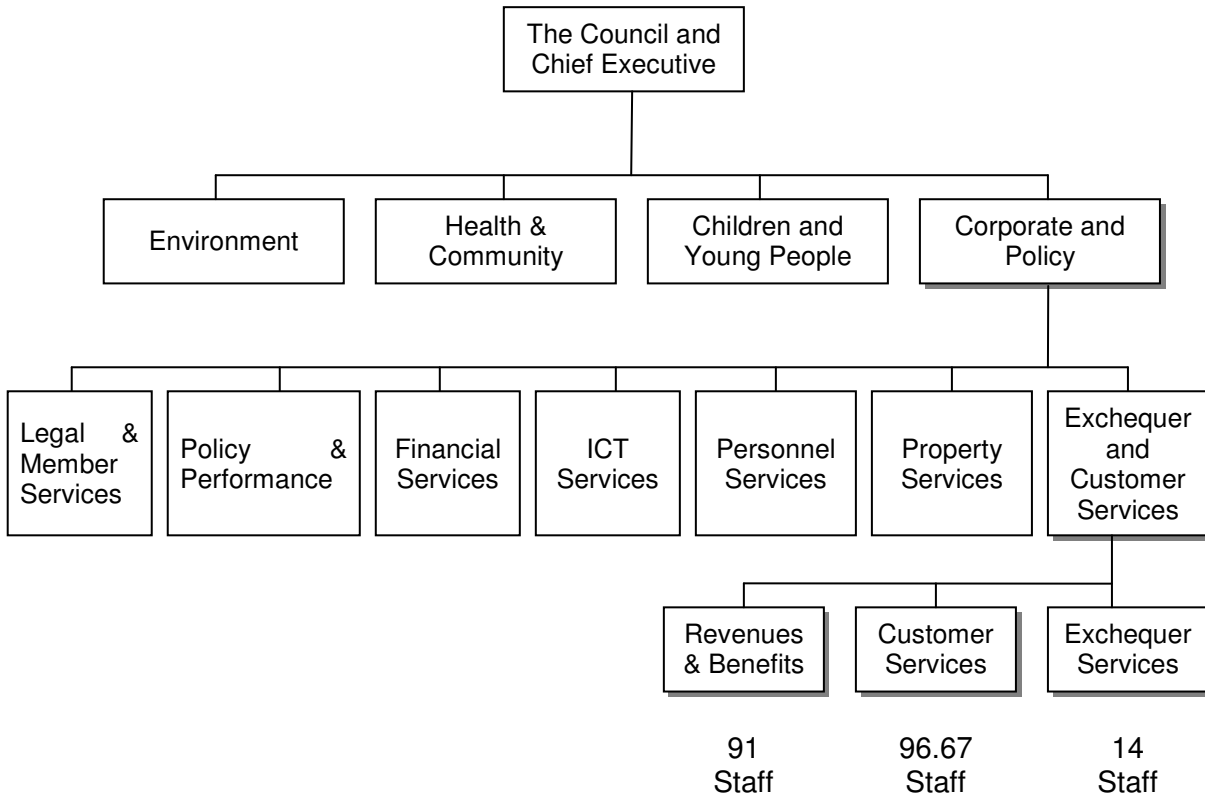 The Council and
Chief Executive
Environment
Health &
Community
Children and
Young People
Corporate and
Policy
Legal &
Member
Services
Policy &
Performance
Financial
Services
ICT
Services
Personnel
Services
Property
Services
Exchequer
and
Customer
Services
Revenues
& Benefits
Customer
Services
Exchequer
Services
91
Staff
96.67
Staff
14
Staff